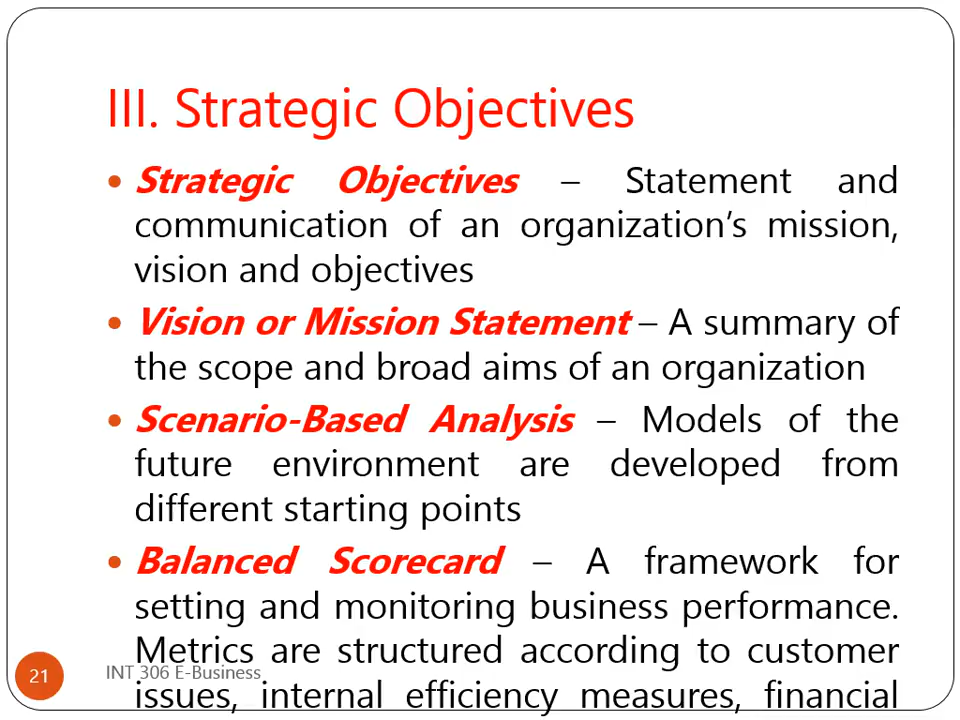 III. Strategic Objectives
• Strategic Objectives – Statement and
communication of an organization’s mission,
vision and objectives
• Vision or Mission Statement – A summary of
the scope and broad aims of an organization
• Scenario-Based Analysis – Models of the
future environment are developed from
different starting points
• Balanced Scorecard – A framework for
setting and monitoring business performance.
Metrics are structured according to customer
issues, internal efficiency measures, financial
21
INT 306 E-Business